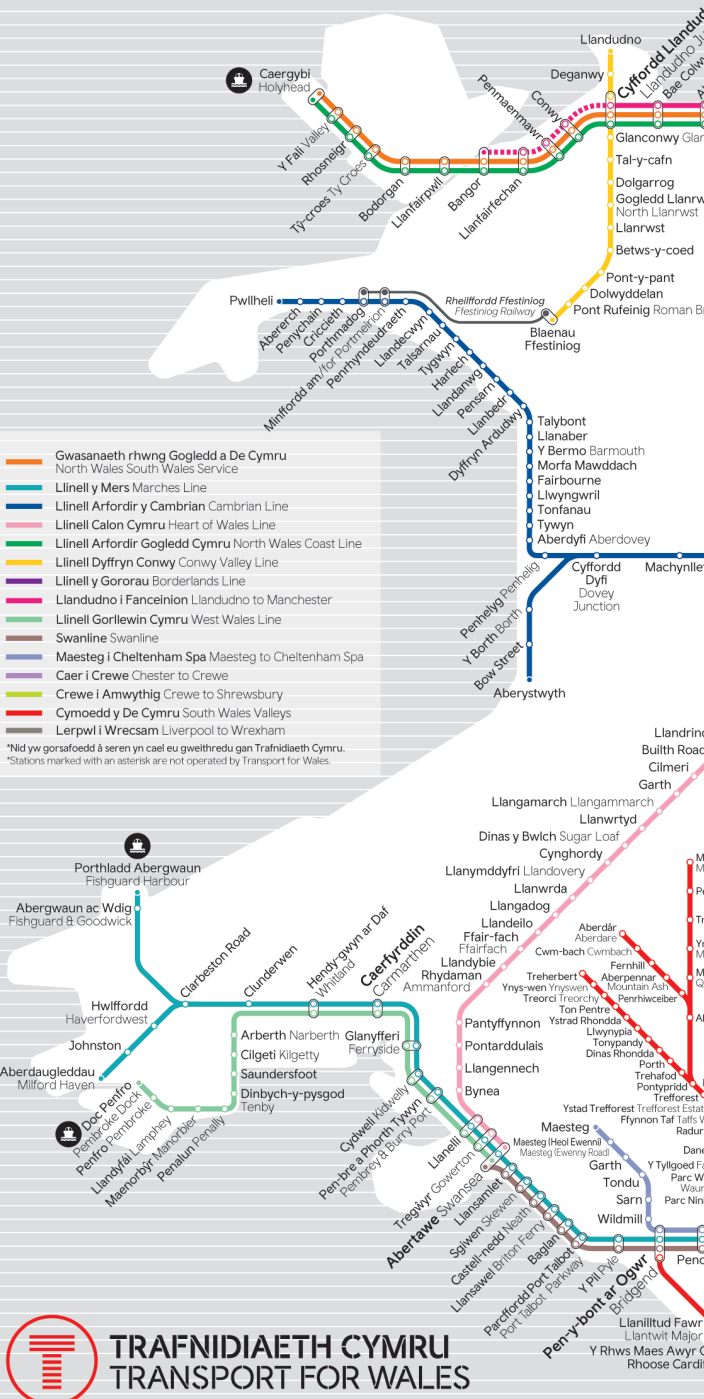 Llandudno
Deganwy
Cyffordd Llandud
Llandudno Ju
Bae Colwy
Caergybi
Holyhead
Penmaenmawr
Conwy
Y Fali Valley
Rhosneigr
Tŷ-croes Ty Croes
Bodorgan
Llanfairpwll
Bangor
Llanfairfechan
Glanconwy Glan
Tal-y-cafn
Dolgarrog
Gogledd Llanrw
North Llanrwst
Llanrwst
Betws-y-coed
Pont-y-pant
Dolwyddelan
Pont Rufeinig Roman Br
Blaenau
Ffestiniog
Rheilffordd Ffestiniog
Ffestiniog Railway
Pwllheli
Abererch
Penychain
Criccieth
Porthmadog
Minffordd am/for Portmeirion
Penrhyndeudraeth
Llandecwyn
Talsarnau
Tygwyn
Harlech
Llandanwg
Pensarn
Llanbedr
Dyffryn Ardudwy
Talybont
Llanaber
Y Bermo Barmouth
Morfa Mawddach
Fairbourne
Llwyngwril
Tonfanau
Tywyn
Aberdyfi Aberdovey
Penhelyg Penhelig
Cyffordd
Dyfi
Dovey
Junction
Machynlle
Y Borth Borth
Bow Street
Aberystwyth
Gwasanaeth rhwng Gogledd a De Cymru
North Wales South Wales Service
Llinell y Mers Marches Line
Llinell Arfordir y Cambrian Cambrian Line
Llinell Calon Cymru Heart of Wales Line
Llinell Arfordir Gogledd Cymru North Wales Coast Line
Llinell Dyffryn Conwy Conwy Valley Line
Llinell y Gororau Borderlands Line
Llandudno i Fanceinion Llandudno to Manchester
Llinell Gorllewin Cymru West Wales Line
Swanline Swanline
Maesteg i Cheltenham Spa Maesteg to Cheltenham Spa
Caer i Crewe Chester to Crewe
Crewe i Amwythig Crewe to Shrewsbury
Cymoedd y De Cymru South Wales Valleys
Lerpwl i Wrecsam Liverpool to Wrexham
*Nid yw gorsafoedd â seren yn cael eu gweithredu gan Trafnidiaeth Cymru.
*Stations marked with an asterisk are not operated by Transport for Wales.
Llandrind
Builth Road
Cilmeri
Garth
Llangamarch Llangammarch
Llanwrtyd
Dinas y Bwlch Sugar Loaf
Cynghordy
Llanymddyfri Llandovery
Llanwrda
Llangadog
Llandeilo
Ffair-fach
Ffairfach
Llandybie
Rhydaman
Ammanford
Pantyffynnon
Pontarddulais
Llangennech
Bynea
Porthladd Abergwaun
Fishguard Harbour
Abergwaun ac Wdig
Fishguard & Goodwick
Clarbeston Road
Clunderwen
Hendy-gwyn ar Daf
Whitland
Caerfyrddin
Carmarthen
Hwlffordd
Haverfordwest
Johnston
Aberdaugleddau
Milford Haven
Doc Penfro
Pembroke Dock
Penfro Pembroke
Llandyfái Lamphey
Maenorbŷr Manorbier
Penalun Penally
Arberth Narberth
Cilgeti Kilgetty
Saundersfoot
Dinbych-y-pysgod
Tenby
Glanyfferi
Ferryside
Cydweli Kidwelly
Pen-bre a Phorth Tywyn
Pembrey & Burry Port
Llanelli
Tregŵyr Gowerton
Abertawe Swansea
Llansamlet
Sgiwen Skewen
Castell-nedd Neath
Llansawel Briton Ferry
Baglan
Parcffordd Port Talbot
Port Talbot Parkway
Y Pîl Pyle
Pen-y-bont ar Ogwr
Bridgend
Penc
Aberdâr
Aberdare
Cwm-bach Cwmbach
Fernhill
Aberpennar
Mountain Ash
Penrhiwceiber
Treherbert
Ynys-wen Ynyswen
Treorci Treorchy
Ton Pentre
Ystrad Rhondda
Llwynypia
Tonypandy
Dinas Rhondda
Porth
Trehafod
Pontypridd
Trefforest
Ystad Trefforest Trefforest Estat
Ffynnon Taf Taffs W
Radur
Dane
Y Tyllgoed Fa
Parc W
Waun
Parc Nini
Maesteg
Maesteg (Heol Ewenni)
Maesteg (Ewenny Road)
Garth
Tondu
Sarn
Wildmill
Llanilltud Fawr
Llantwit Major
Y Rhws Maes Awyr C
Rhoose Cardif
TRAFNIDIAETH CYMRU
TRANSPORT FOR WALES